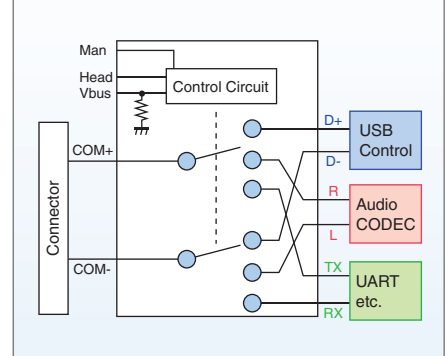 Man
Head
Vbus
Control Circuit
Connector
COM+
COM-
D+
D-
USB
Control
R
L
Audio
CODEC
TX
RX
UART
etc.